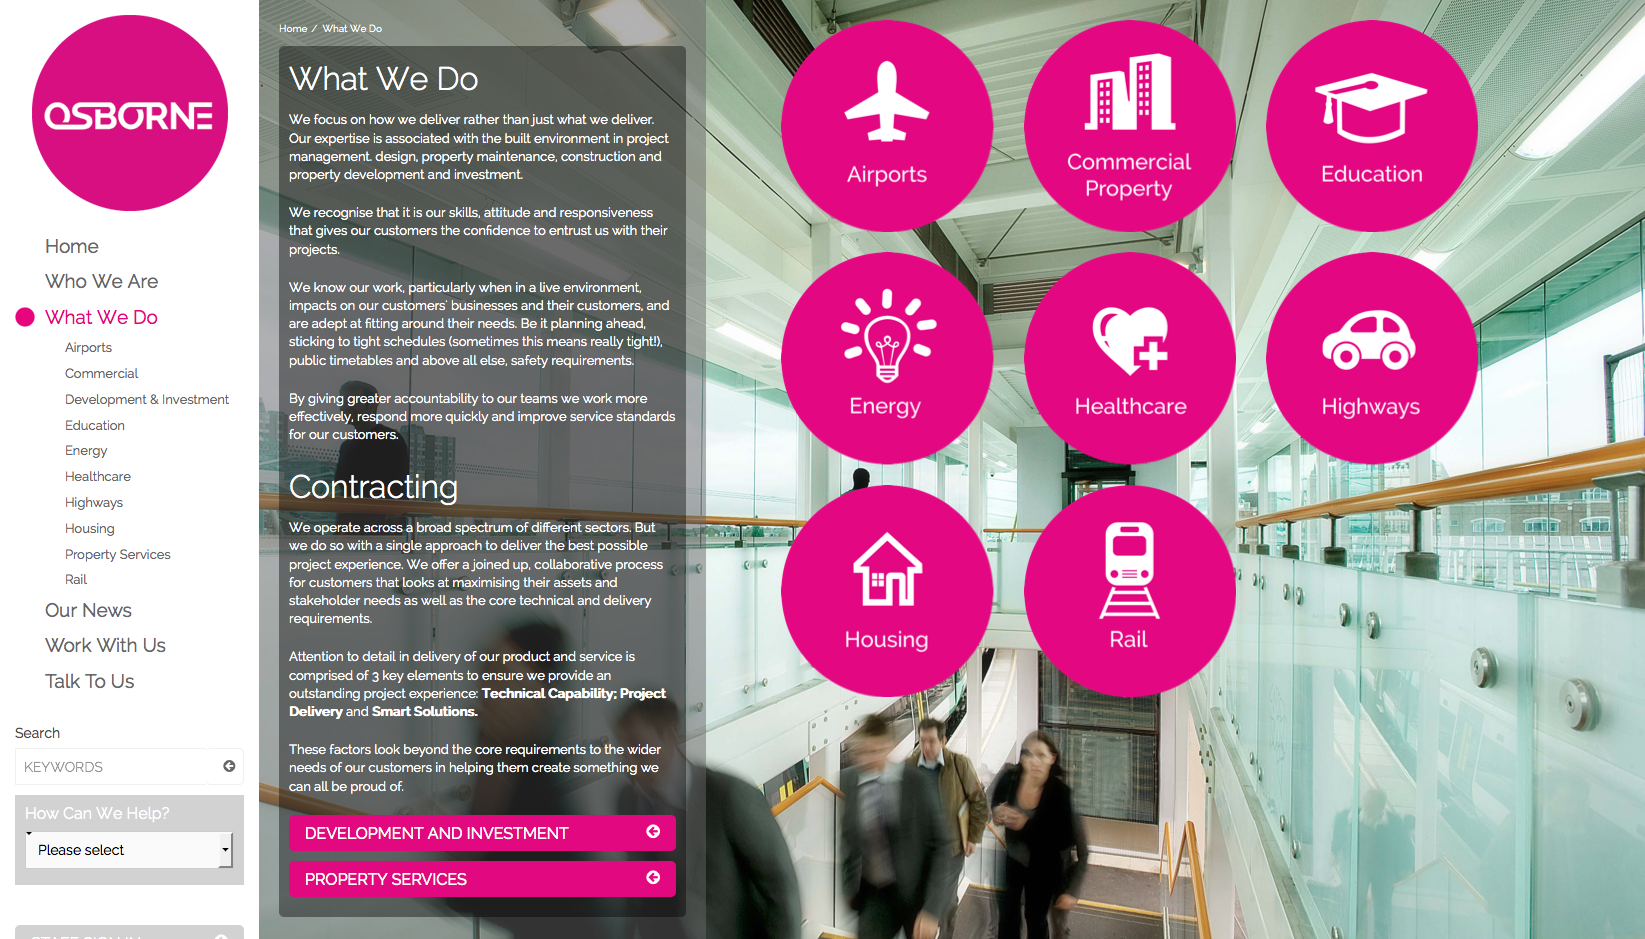 OSBORNE
Home
Who We Are
What We Do
Airports
Commercial
Development & Investment
Education
Energy
Healthcare
Highways
Housing
Property Services
Rail
Our News
Work With Us
Talk To Us
Search
KEYWORDS
How Can We Help?
Please select
STAFF SIGN IN
Home / What We Do
What We Do
We focus on how we deliver rather than just what we deliver.
Our expertise is associated with the built environment in project
management. design, property maintenance, construction and
property development and investment.
We recognise that it is our skills, attitude and responsiveness
that gives our customers the confidence to entrust us with their
projects.
We know our work, particularly when in a live environment,
impacts on our customers' businesses and their customers, and
are adept at fitting around their needs. Be it planning ahead,
sticking to tight schedules (sometimes this means really tight!),
public timetables and above all else, safety requirements.
By giving greater accountability to our teams we work more
effectively, respond more quickly and improve service standards
for our customers.
Contracting
We operate across a broad spectrum of different sectors. But
we do so with a single approach to deliver the best possible
project experience. We offer a joined up, collaborative process
for customers that looks at maximising their assets and
stakeholder needs as well as the core technical and delivery
requirements.
Attention to detail in delivery of our product and service is
comprised of 3 key elements to ensure we provide an
outstanding project experience: Technical Capability; Project
Delivery and Smart Solutions.
These factors look beyond the core requirements to the wider
needs of our customers in helping them create something we
can all be proud of.
DEVELOPMENT AND INVESTMENT
PROPERTY SERVICES
Airports
Commercial
Property
Education
Energy
Healthcare
Highways
Housing
Rail